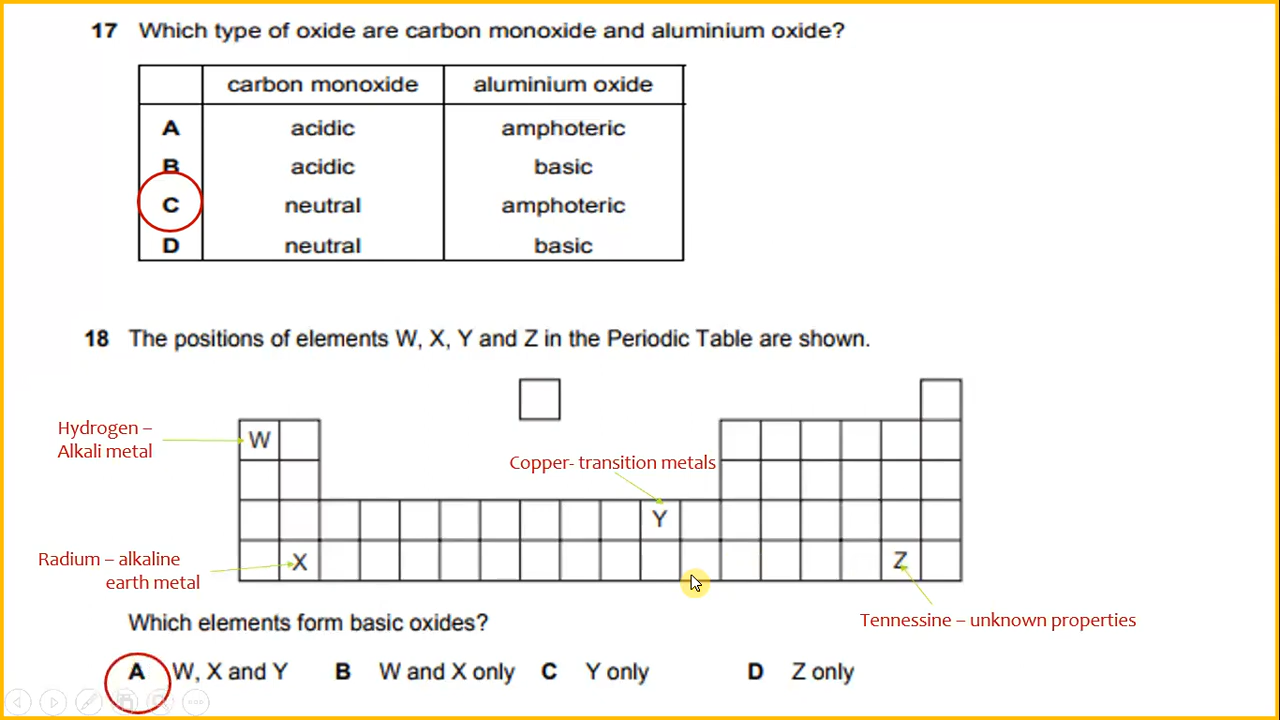 17 Which type of oxide are carbon monoxide and aluminium oxide?
carbon monoxide aluminium oxide
A acidic amphoteric
B acidic basic
C neutral amphoteric
D neutral basic
18 The positions of elements W, X, Y and Z in the Periodic Table are shown.
Hydrogen –
Alkali metal
W
Copper- transition metals
Y
Radium – alkaline
earth metal
X
Z
Tennessine – unknown properties
Which elements form basic oxides?
A W, X and Y B W and X only C Y only D Z only